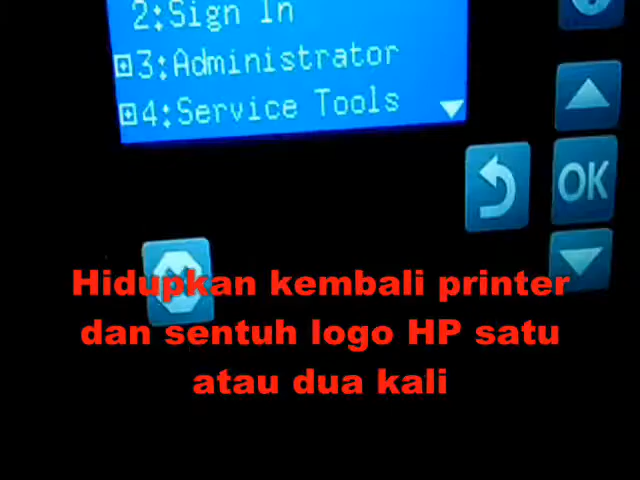 2:Sign In
3:Administrator
4:Service Tools
OK
Hidupkan kembali printer
dan sentuh logo HP satu
atau dua kali